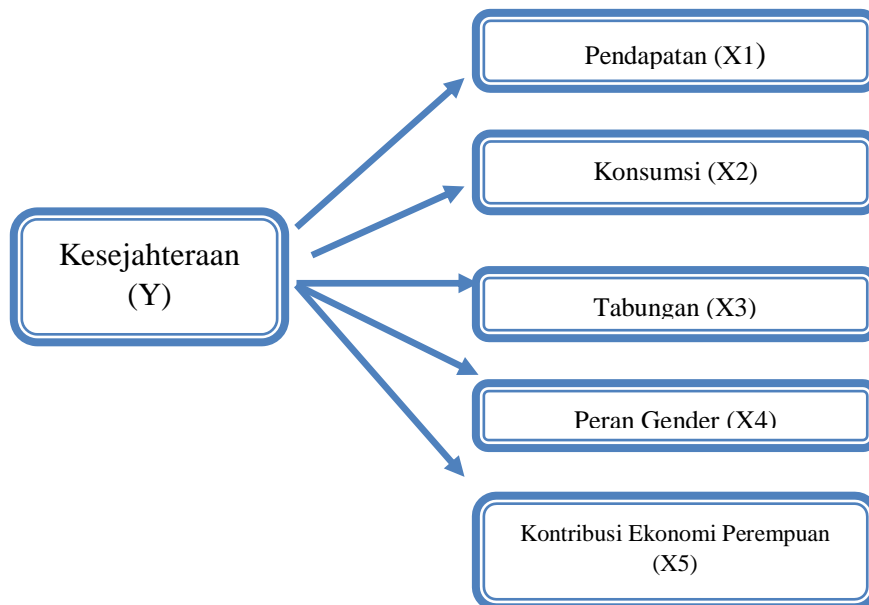 Pendapatan (X1)
Konsumsi (X2)
Kesejahteraan
(Y)
Tabungan (X3)
Peran Gender (X4)
Kontribusi Ekonomi Perempuan
(X5)